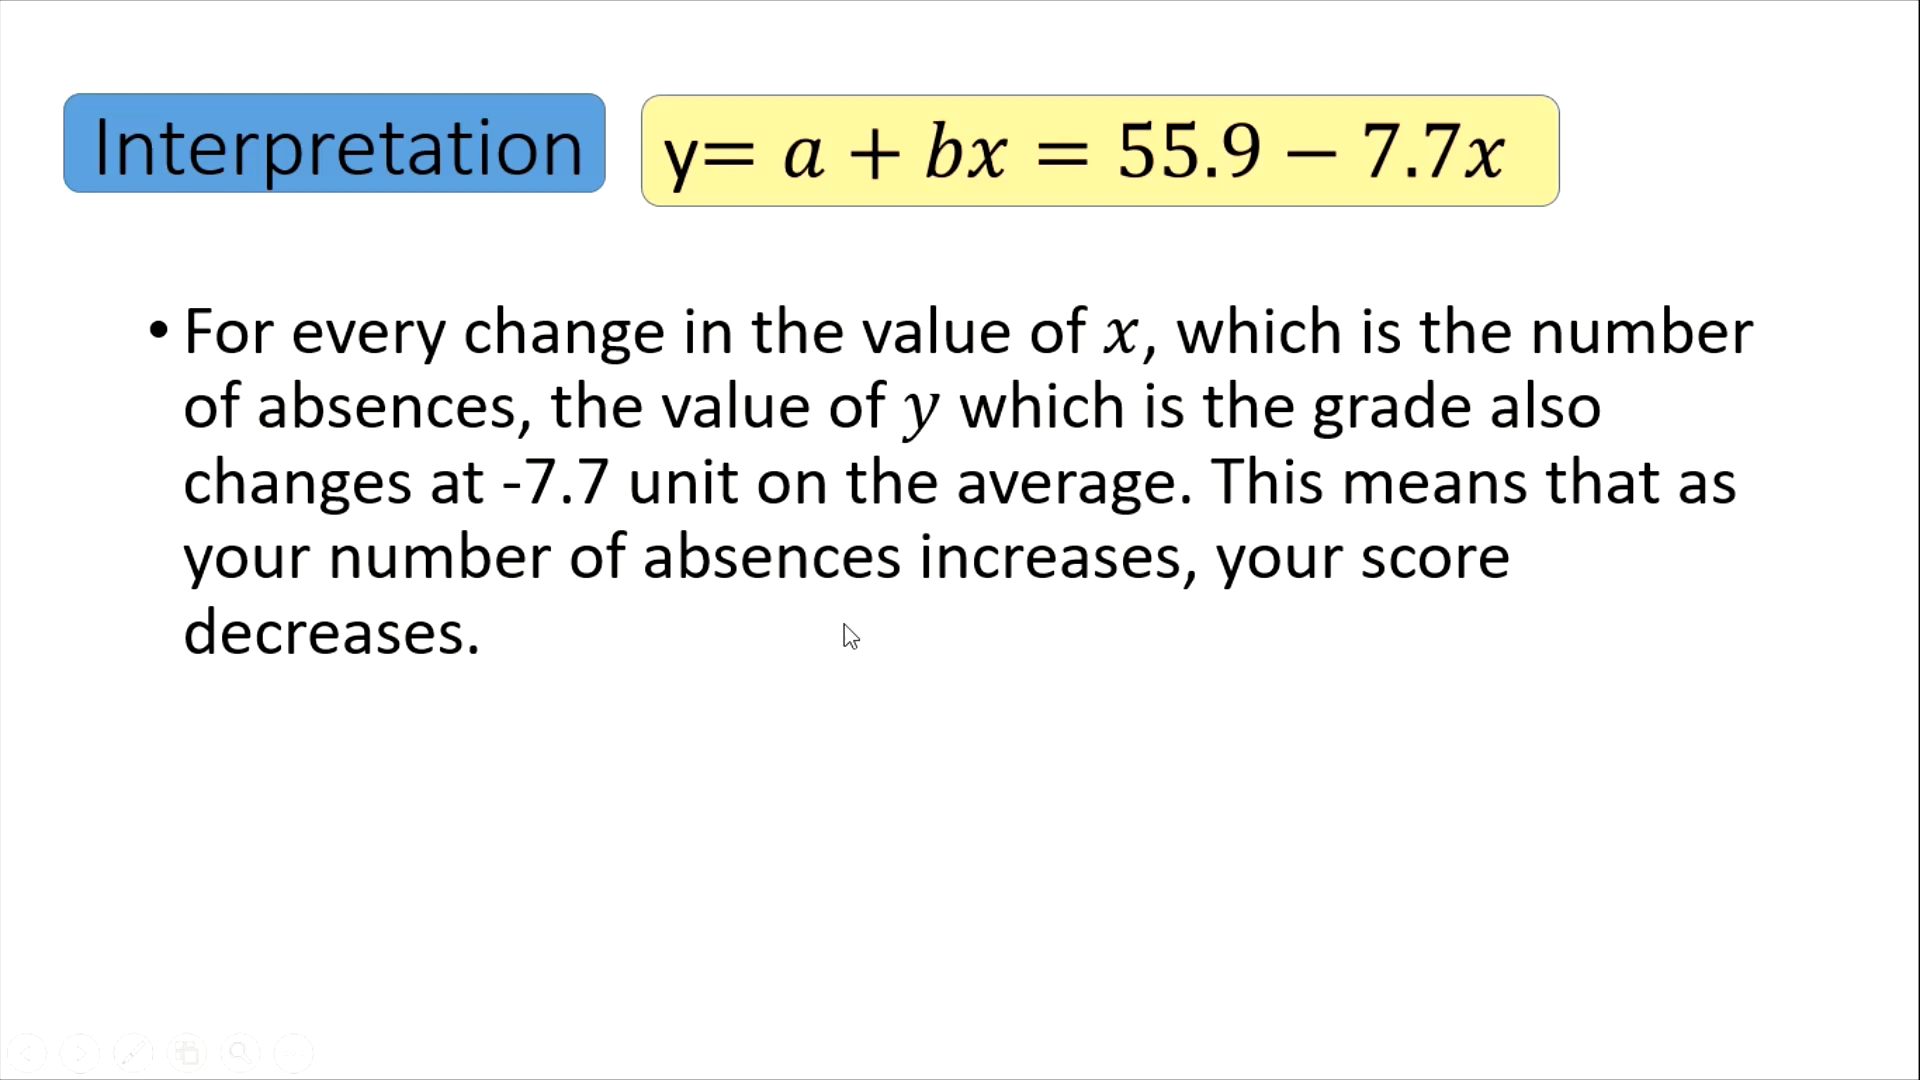 Interpretation
y= a + bx = 55.9 − 7.7x
• For every change in the value of x, which is the number
of absences, the value of y which is the grade also
changes at -7.7 unit on the average. This means that as
your number of absences increases, your score
decreases.